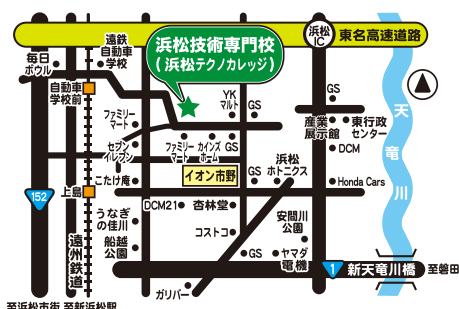 浜松
IC
東名高速道路
毎日
ボウル
遠鉄
自動車
学校
浜松技術専門校
(浜松テクノカレッジ)
自動車
学校前
YK
マルト
GS
GS
天竜川
ファミリー
マート
産業
展示館
東行政
センター
セブン
イレブン
ファミリー
マート
カインズ
ホーム
GS
DCM
こたけ庵
イオン市野
GS
浜松
ホトニクス
Honda Cars
152
上島
DCM21
杏林堂
うなぎ
の佳川
安間川
公園
コストコ
遠州鉄道
船越
公園
GS
ヤマダ
電機
1
新天竜川橋
至磐田
ガリバー
至浜松市街
至新浜松駅